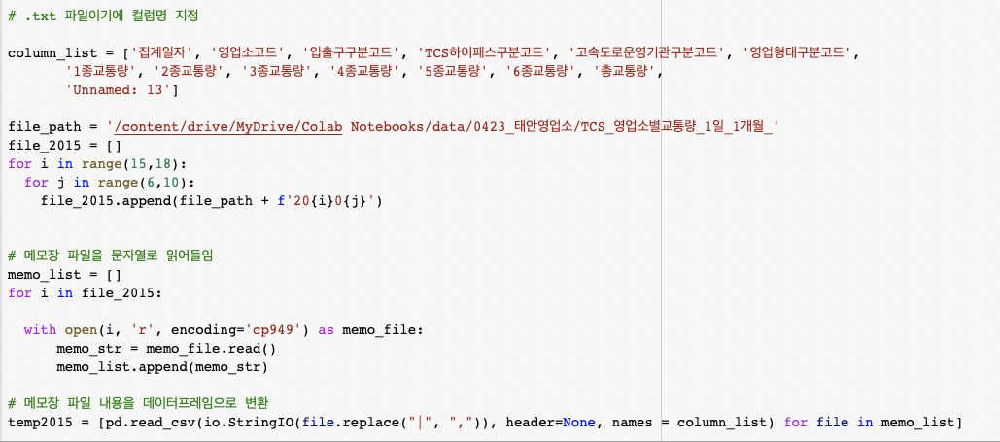 # .txt 파일이기에 컬럼명 지정
column_list = ['집계일자', '영업소코드', '입출구구분코드', 'TCS하이패스구분코드', '고속도로운영기관구분코드', '영업형태구분코드',
'1종교통량', '2종교통량', '3종교통량', '4종교통량', '5종교통량', '6종교통량', '총교통량',
'Unnamed: 13']
file_path = '/content/drive/MyDrive/Colab Notebooks/data/0423_태안영업소/TCS_영업소별교통량_1일_1개월_'
file_2015 = []
for i in range(15,18):
for j in range(6,10):
file_2015.append(file_path + f'20{i}0{j}')
# 메모장 파일을 문자열로 읽어들임
memo_list = []
for i in file_2015:
with open(i, 'r', encoding='cp949') as memo_file:
memo_str = memo_file.read()
memo_list.append(memo_str)
# 메모장 파일 내용을 데이터프레임으로 변환
temp2015 = [pd.read_csv(io.StringIO(file.replace("|", ",")), header=None, names = column_list) for file in memo_list]